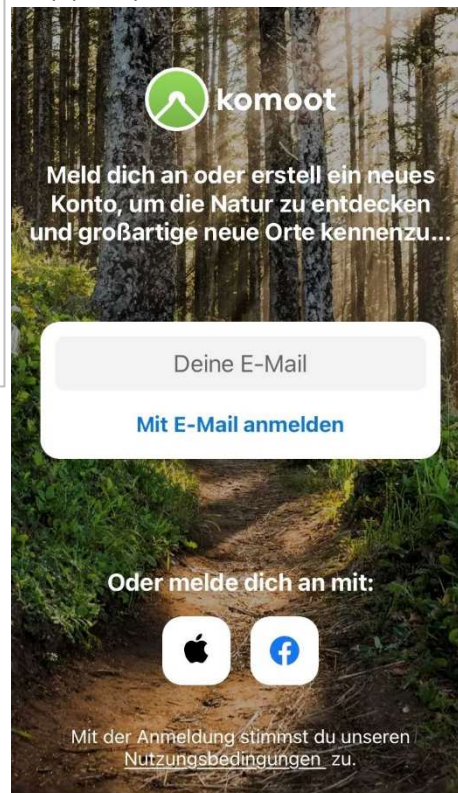 komoot
Meld dich an oder erstell ein neues
Konto, um die Natur zu entdecken
und großartige neue Orte kennenzu...
Deine E-Mail
Mit E-Mail anmelden
Oder melde dich an mit:
Mit der Anmeldung stimmst du unseren
Nutzungsbedingungen zu.